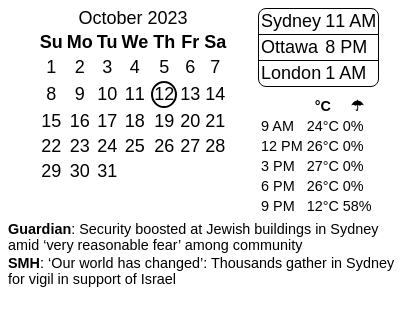 October 2023
Su Mo Tu We Th Fr Sa
1 2 3 4 5 6 7
8 9 10 11 12 13 14
15 16 17 18 19 20 21
22 23 24 25 26 27 28
29 30 31
Sydney 11 AM
Ottawa 8 PM
London 1 AM
°C ☂
9 AM 24°C 0%
12 PM 26°C 0%
3 PM 27°C 0%
6 PM 26°C 0%
9 PM 12°C 58%
Guardian: Security boosted at Jewish buildings in Sydney
amid ‘very reasonable fear’ among community
SMH: ‘Our world has changed’: Thousands gather in Sydney
for vigil in support of Israel